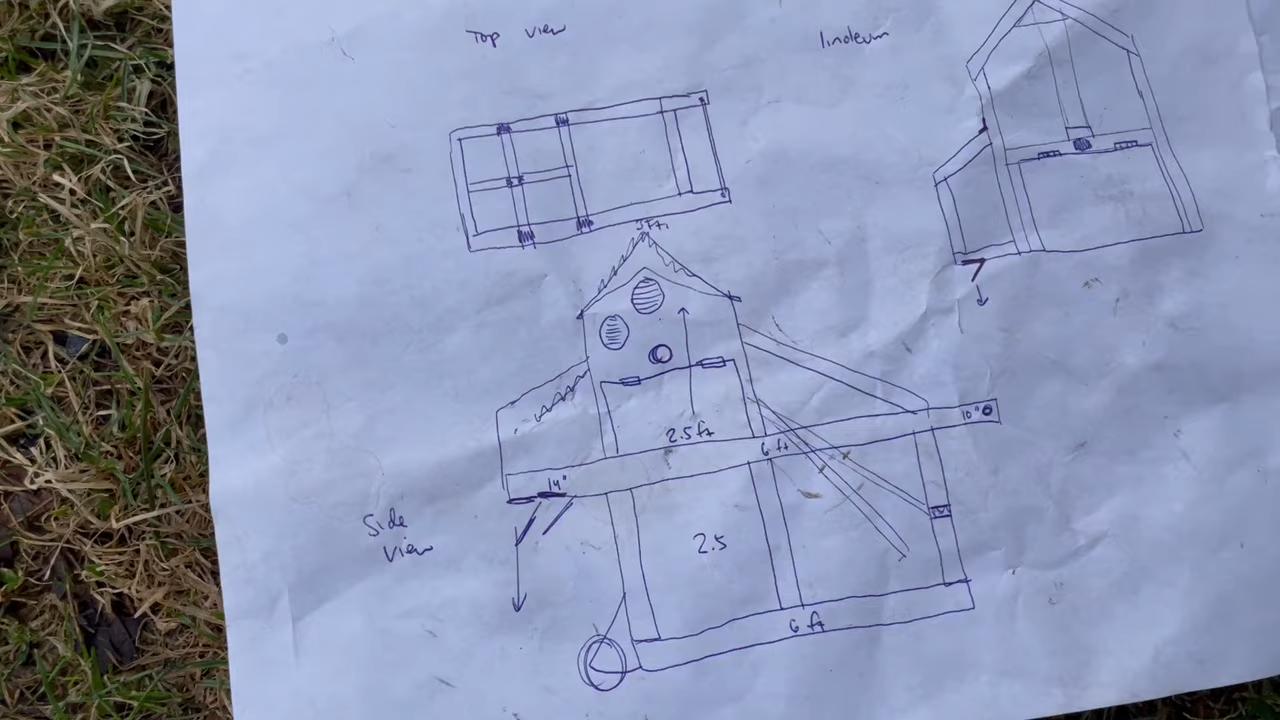 Top view
linoleum
3ft.
2.5 ft
6 ft
10"
14"
Side
view
2.5
6 ft